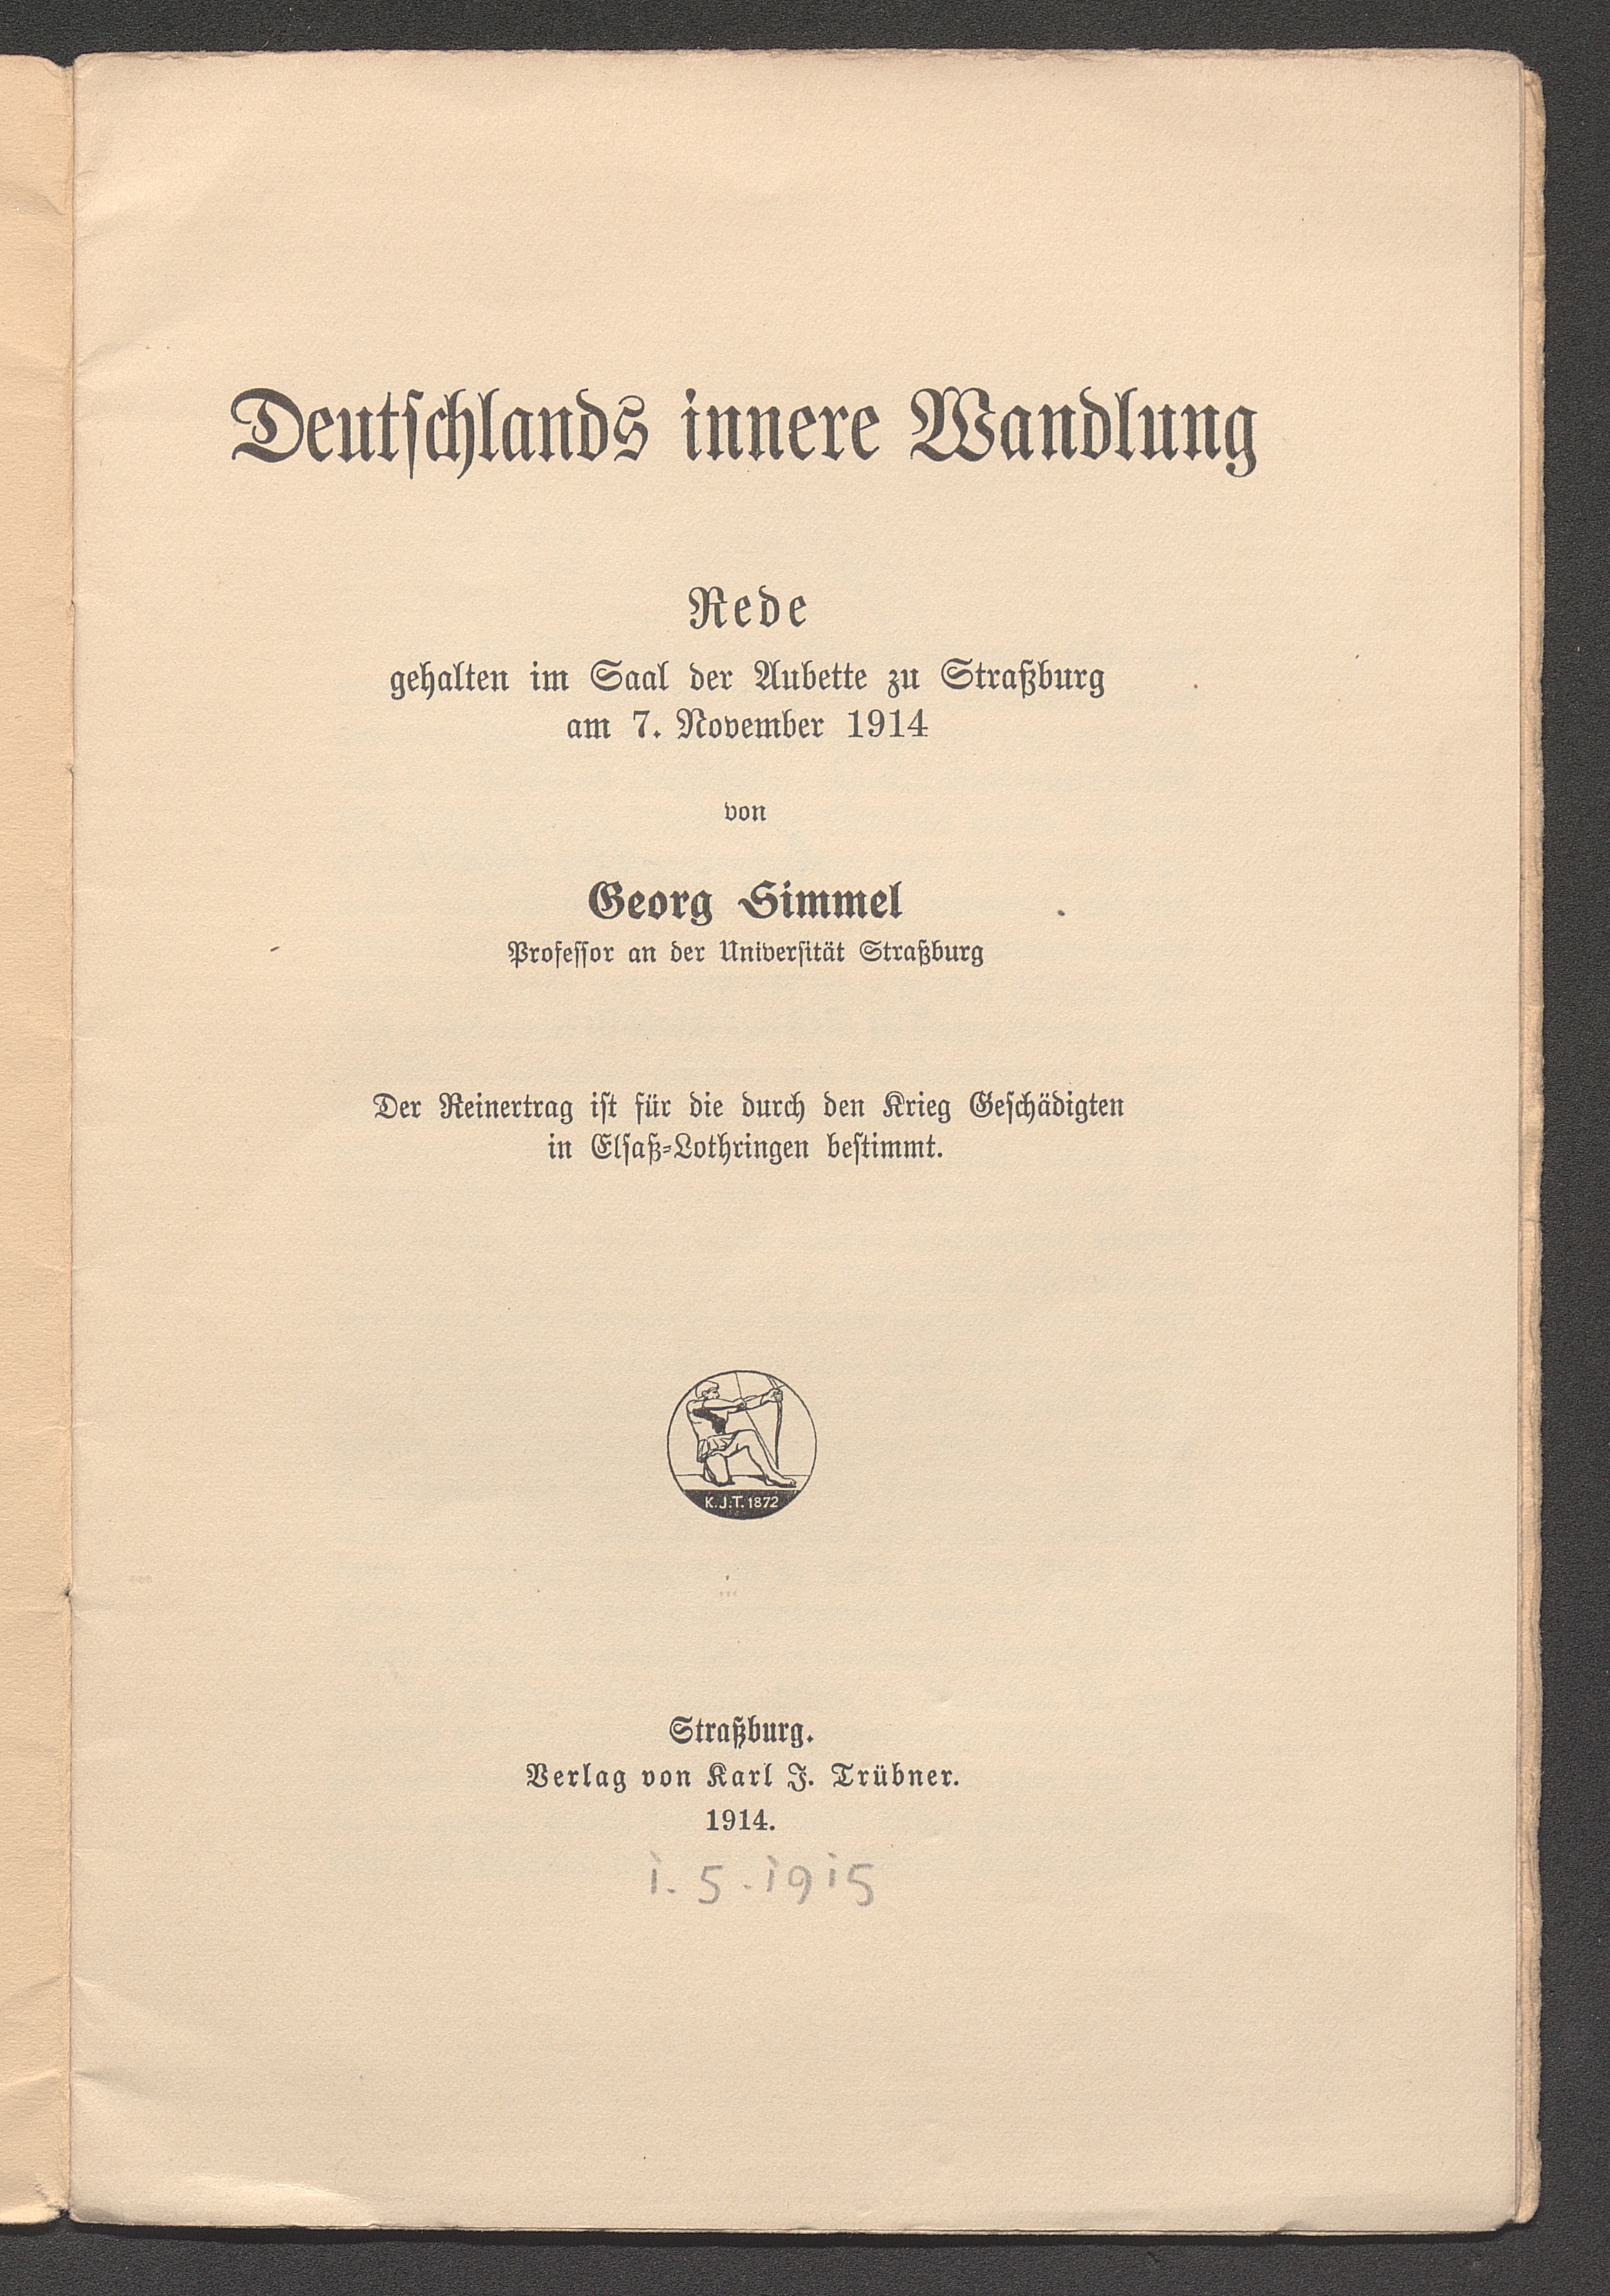 Deutschlands innere Wandlung
Rede
gehalten im Saal der Aubette zu Straßburg
am 7. November 1914
von
Georg Simmel
Professor an der Universität Straßburg
Der Reinertrag ist für die durch den Krieg Geschädigten
in Elsaß-Lothringen bestimmt.
K.J.T. 1872
Straßburg.
Verlag von Karl J. Trübner.
1914.
1.5.1915